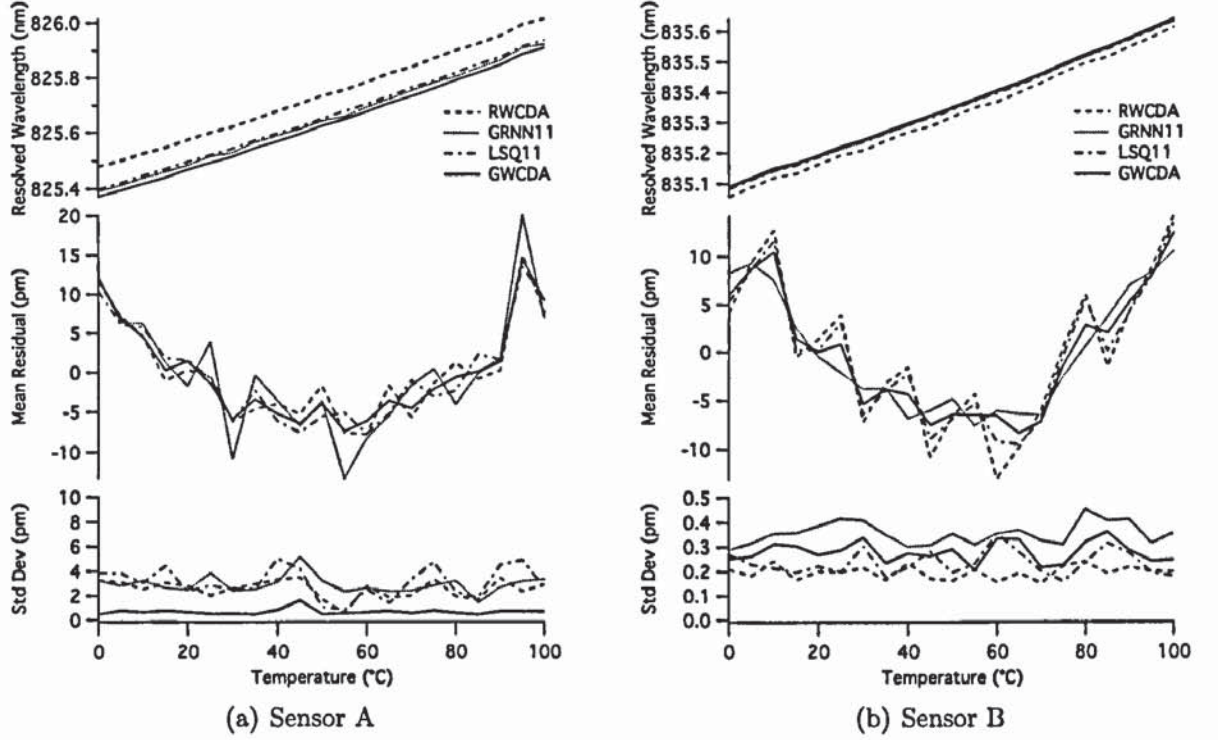 Resolved Wavelength (nm)
826.0
825.8
825.6
825.4
RWCDA
GRNN11
LSQ11
GWCDA
Mean Residual (pm)
20
15
10
5
0
-5
-10
Std Dev (pm)
10
8
6
4
2
0
0 20 40 60 80 100
Temperature (°C)
(a) Sensor A
Resolved Wavelength (nm)
835.6
835.5
835.4
835.3
835.2
835.1
RWCDA
GRNN11
LSQ11
GWCDA
Mean Residual (pm)
10
5
0
-5
-10
Std Dev (pm)
0.5
0.4
0.3
0.2
0.1
0.0
0 20 40 60 80 100
Temperature (°C)
(b) Sensor B